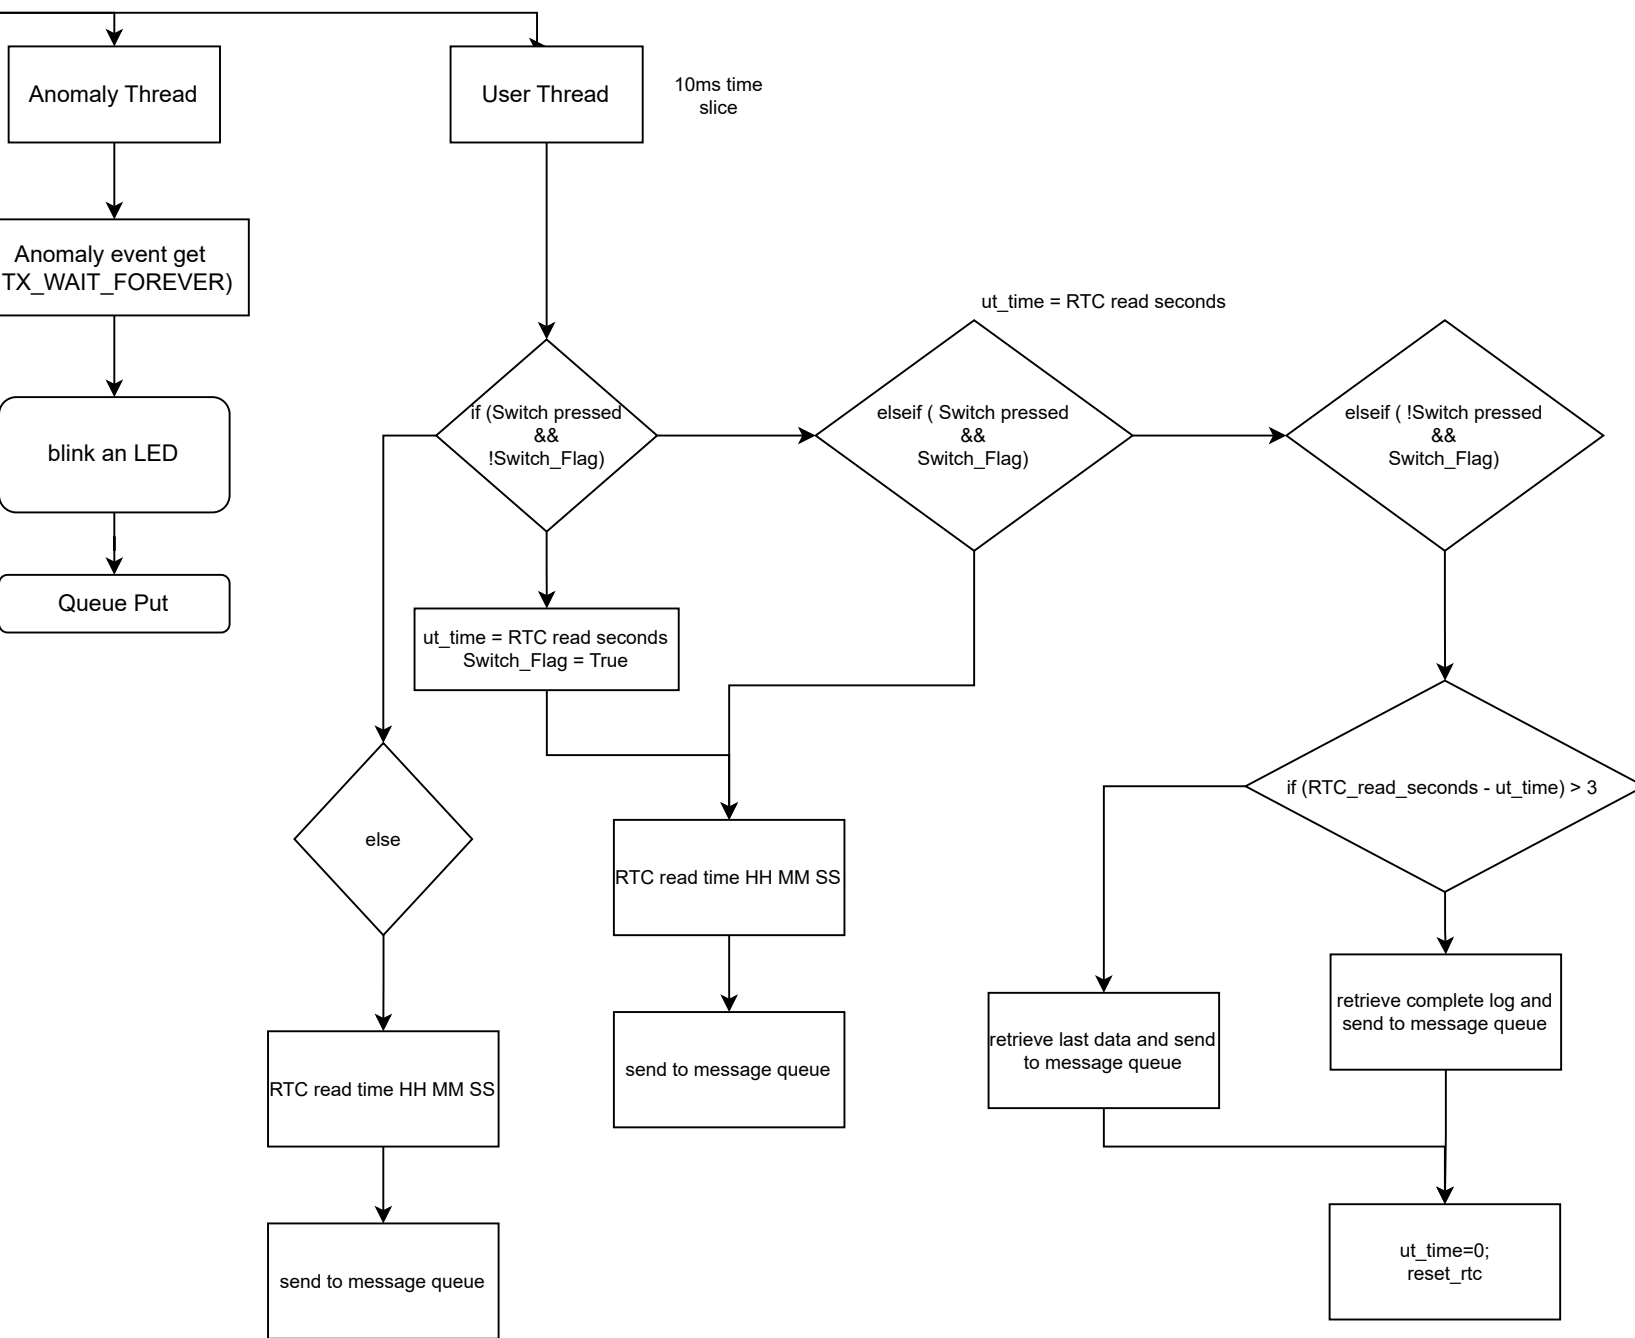 Anomaly Thread
User Thread
10ms time
slice
Anomaly event get
TX_WAIT_FOREVER)
ut_time = RTC read seconds
blink an LED
if (Switch pressed
&&
!Switch_Flag)
elseif ( Switch pressed
&&
Switch_Flag)
elseif ( !Switch pressed
&&
Switch_Flag)
Queue Put
ut_time = RTC read seconds
Switch_Flag = True
if (RTC_read_seconds - ut_time) > 3
else
RTC read time HH MM SS
retrieve last data and send
to message queue
retrieve complete log and
send to message queue
RTC read time HH MM SS
send to message queue
send to message queue
ut_time=0;
reset_rtc